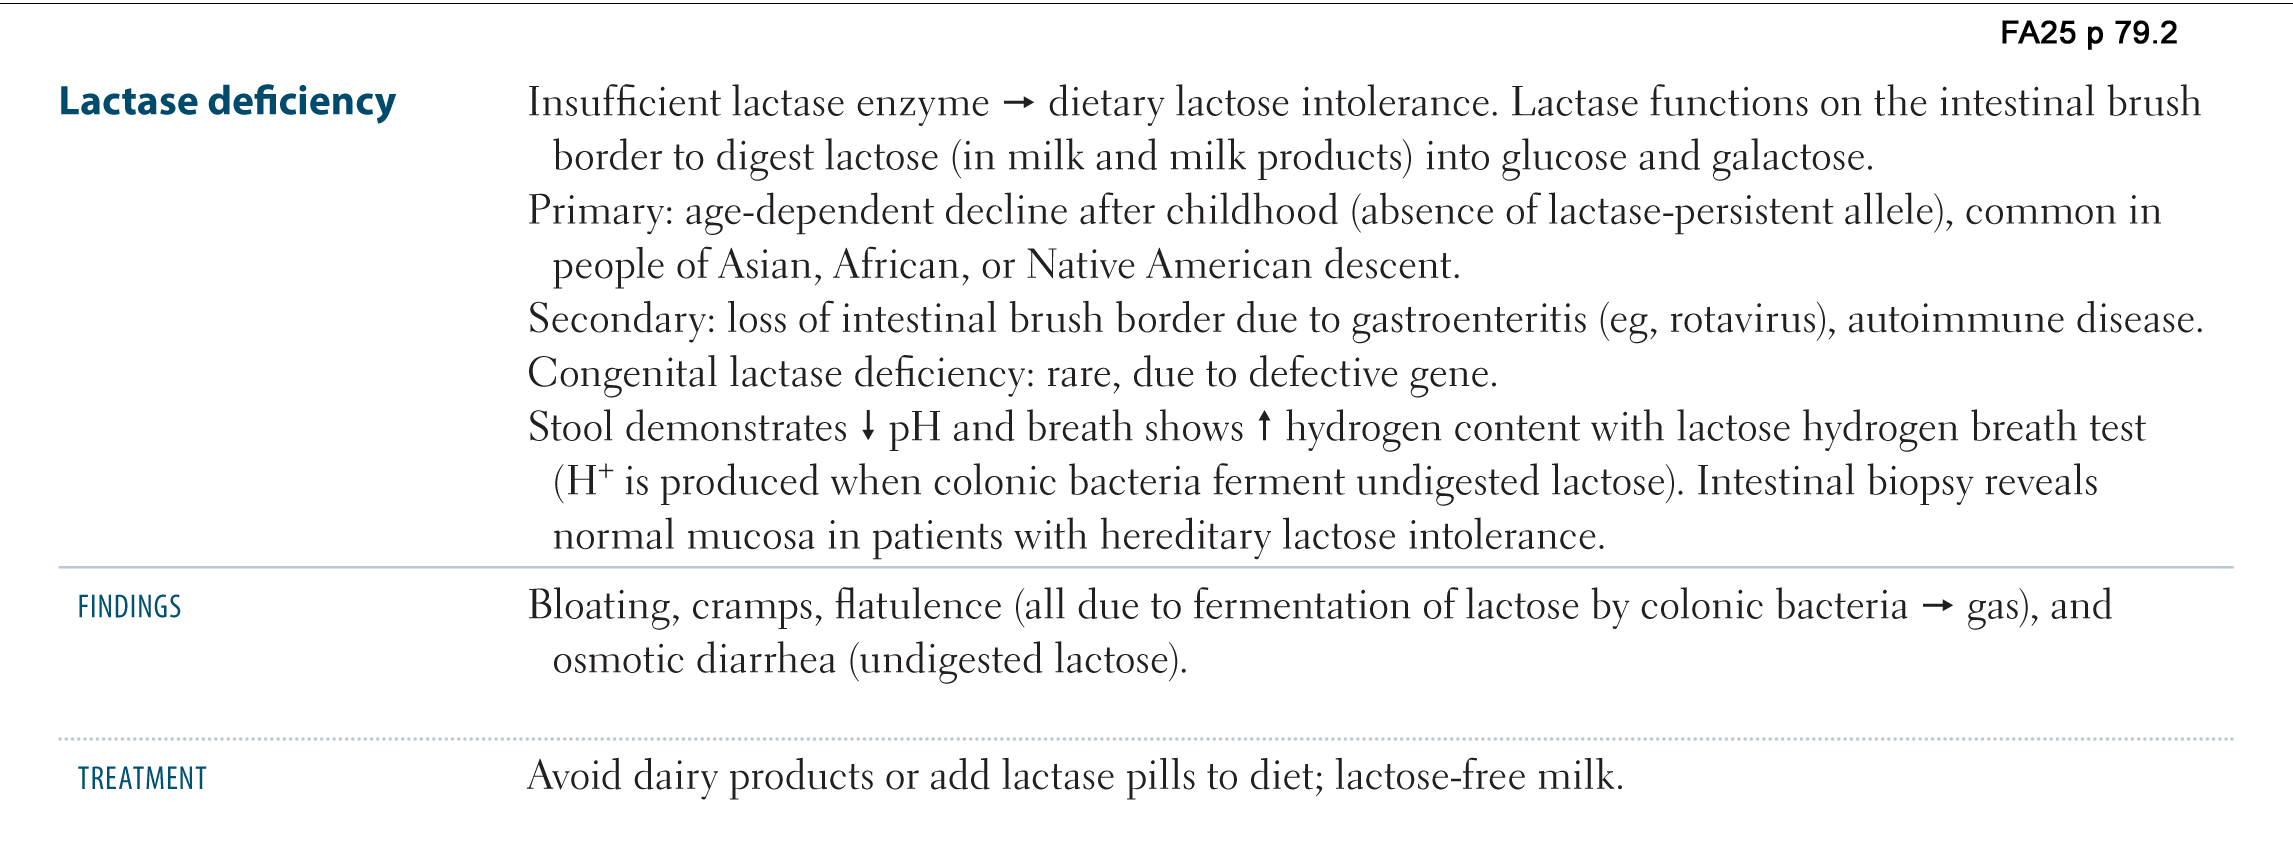 FA25 p 79.2
Lactase deficiency
Insufficient lactase enzyme → dietary lactose intolerance. Lactase functions on the intestinal brush
border to digest lactose (in milk and milk products) into glucose and galactose.
Primary: age-dependent decline after childhood (absence of lactase-persistent allele), common in
people of Asian, African, or Native American descent.
Secondary: loss of intestinal brush border due to gastroenteritis (eg, rotavirus), autoimmune disease.
Congenital lactase deficiency: rare, due to defective gene.
Stool demonstrates ↓ pH and breath shows ↑ hydrogen content with lactose hydrogen breath test
(H⁺ is produced when colonic bacteria ferment undigested lactose). Intestinal biopsy reveals
normal mucosa in patients with hereditary lactose intolerance.
FINDINGS
Bloating, cramps, flatulence (all due to fermentation of lactose by colonic bacteria → gas), and
osmotic diarrhea (undigested lactose).
TREATMENT
Avoid dairy products or add lactase pills to diet; lactose-free milk.